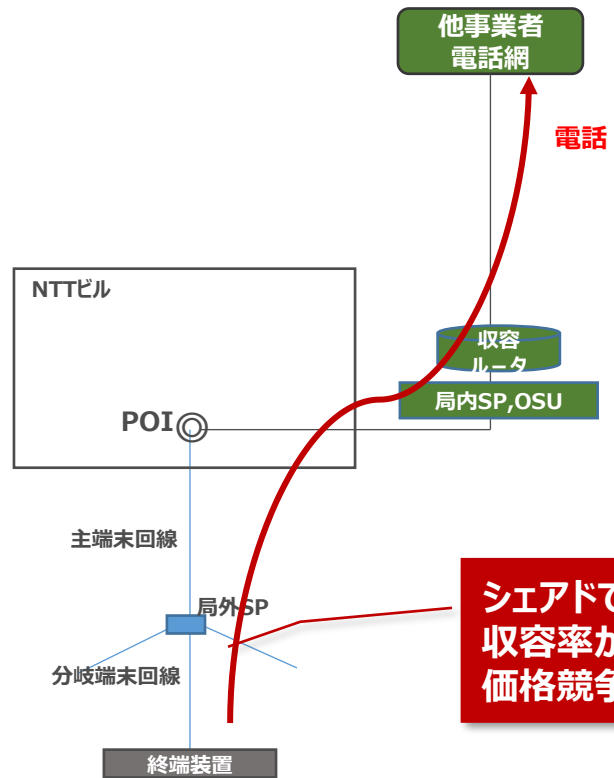 他事業者
電話網
電話
NTTビル
収容
ルータ
局内SP,OSU
POI
主端末回線
局外SP
シェアドで
収容率が
価格競争
分岐端末回線
終端装置